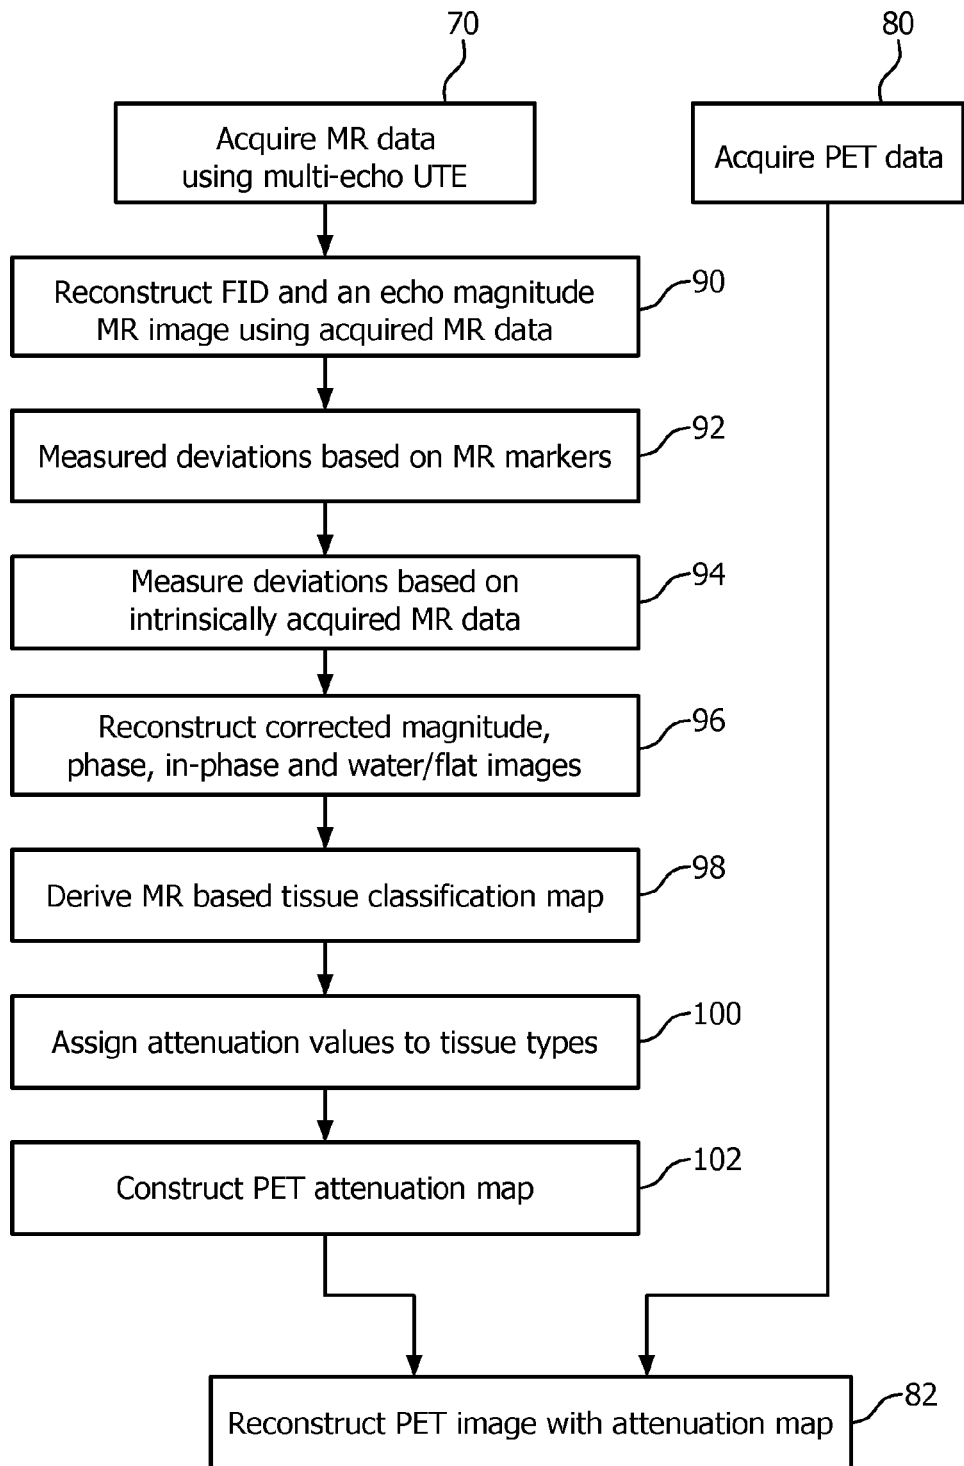 70
80
Acquire MR data
using multi-echo UTE
Acquire PET data
Reconstruct FID and an echo magnitude
MR image using acquired MR data
90
Measured deviations based on MR markers
92
Measure deviations based on
intrinsically acquired MR data
94
Reconstruct corrected magnitude,
phase, in-phase and water/flat images
96
Derive MR based tissue classification map
98
Assign attenuation values to tissue types
100
Construct PET attenuation map
102
Reconstruct PET image with attenuation map
82